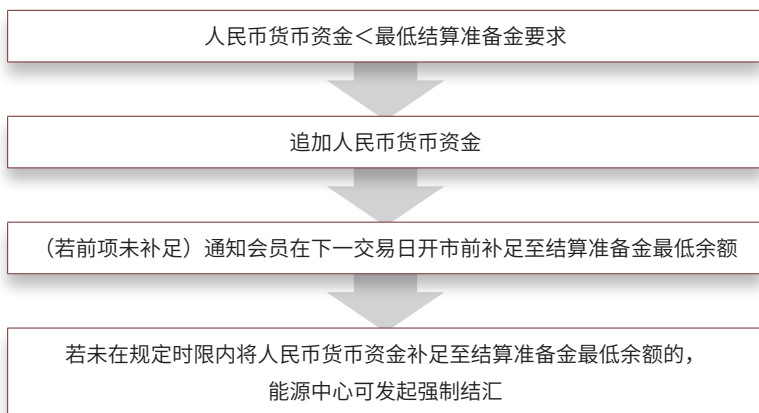 人民币货币资金＜最低结算准备金要求
追加人民币货币资金
（若前项未补足）通知会员在下一交易日开市前补足至结算准备金最低余额
若未在规定时限内将人民币货币资金补足至结算准备金最低余额的，
能源中心可发起强制结汇